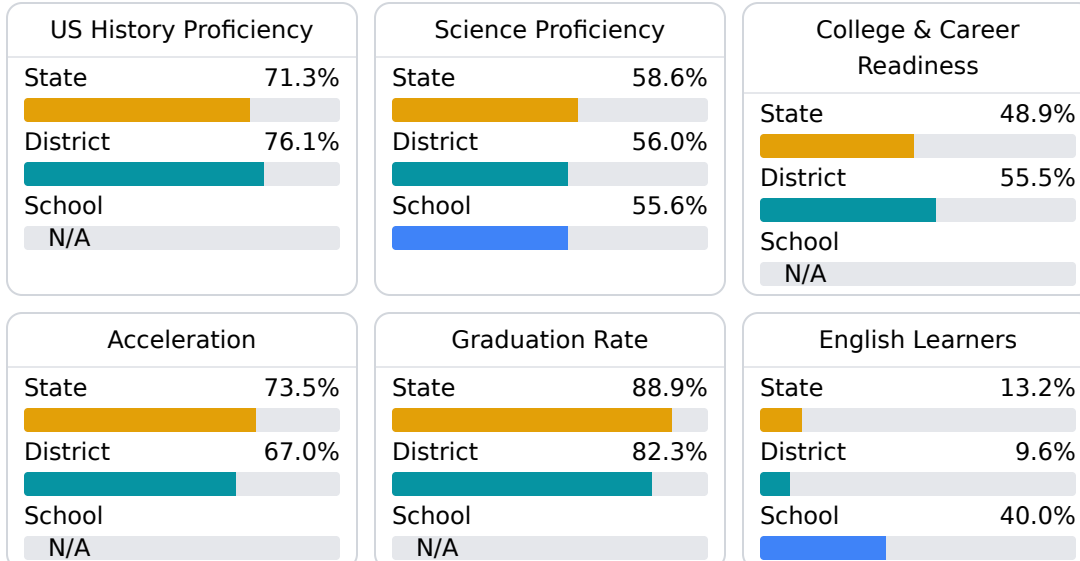 US History Proficiency
State 71.3%
District 76.1%
School
N/A
Science Proficiency
State 58.6%
District 56.0%
School 55.6%
College & Career
Readiness
State 48.9%
District 55.5%
School
N/A
Acceleration
State 73.5%
District 67.0%
School
N/A
Graduation Rate
State 88.9%
District 82.3%
School
N/A
English Learners
State 13.2%
District 9.6%
School 40.0%